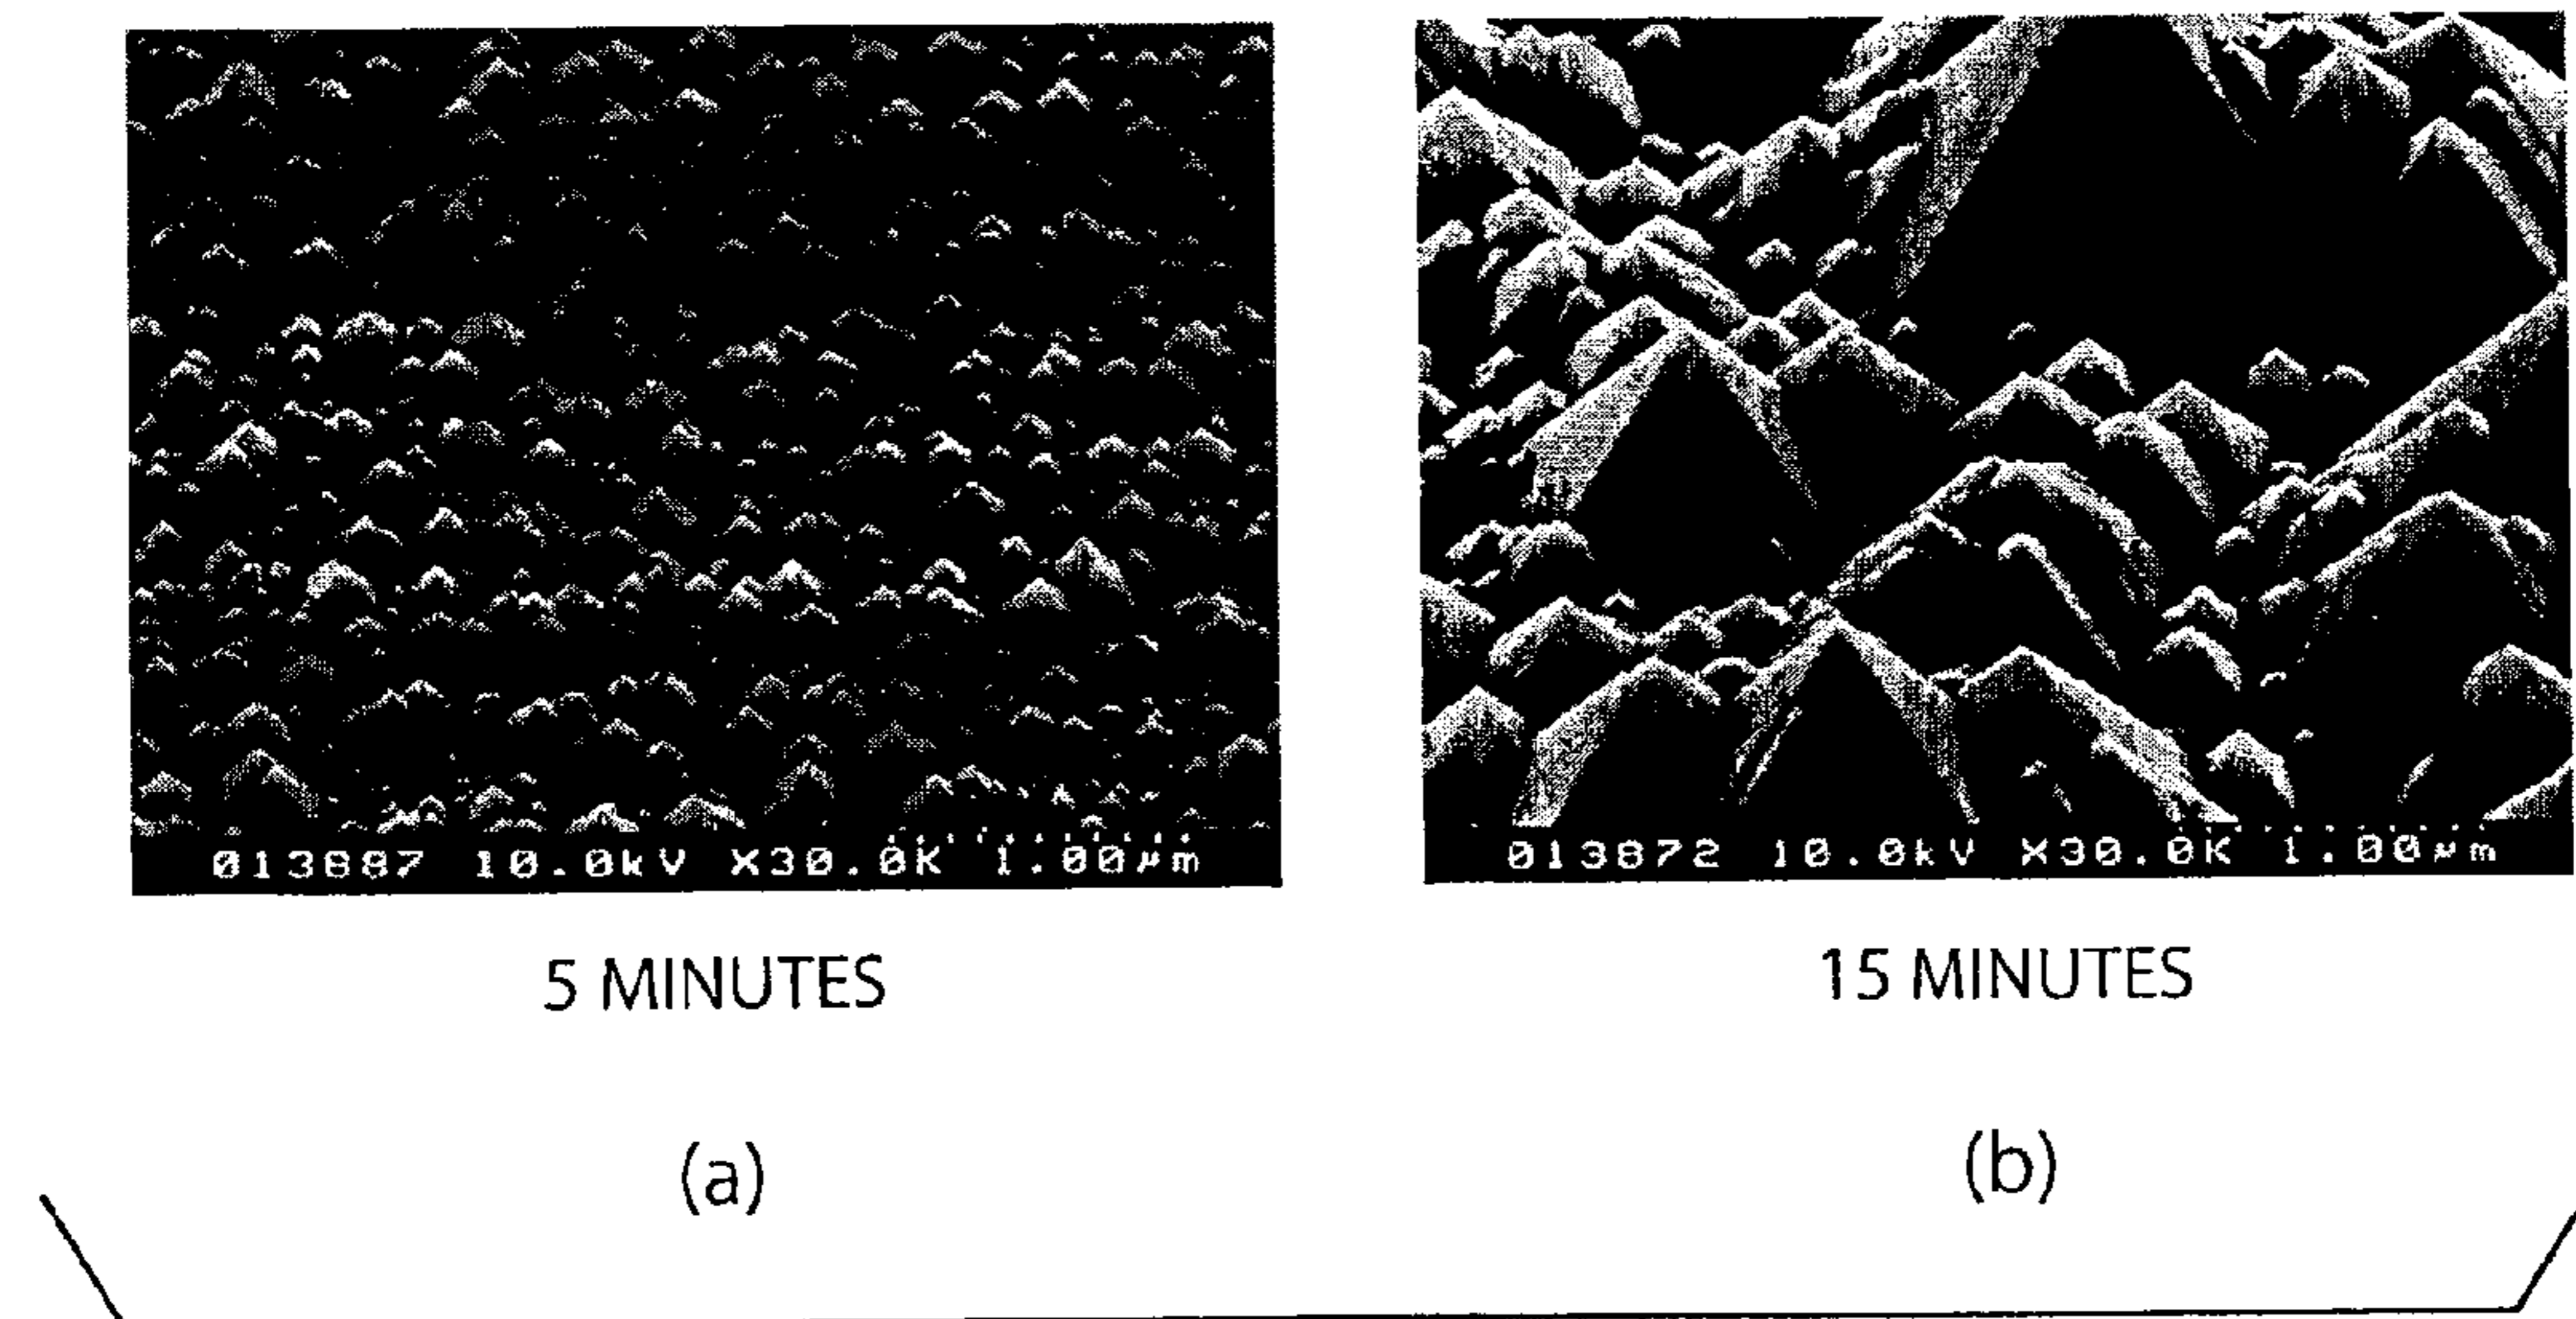 013887 10.0kV X30.0K 1.00μm
013872 10.0kV X30.0K 1.00μm
5 MINUTES
15 MINUTES
(a)
(b)